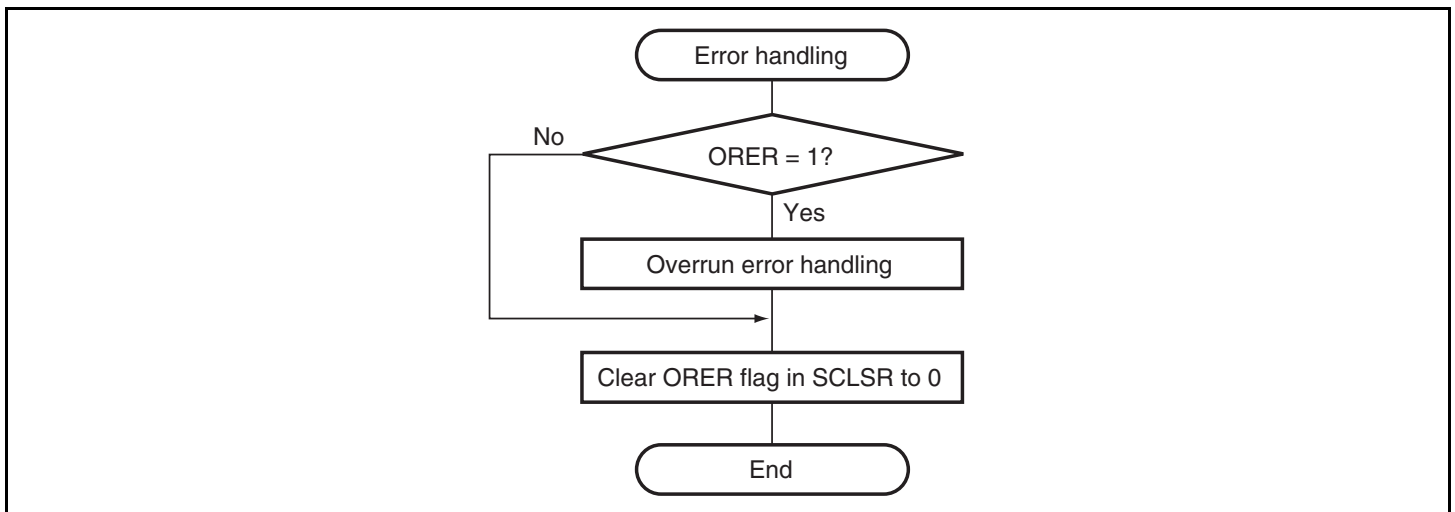 Error handling
No
ORER = 1?
Yes
Overrun error handling
Clear ORER flag in SCLSR to 0
End